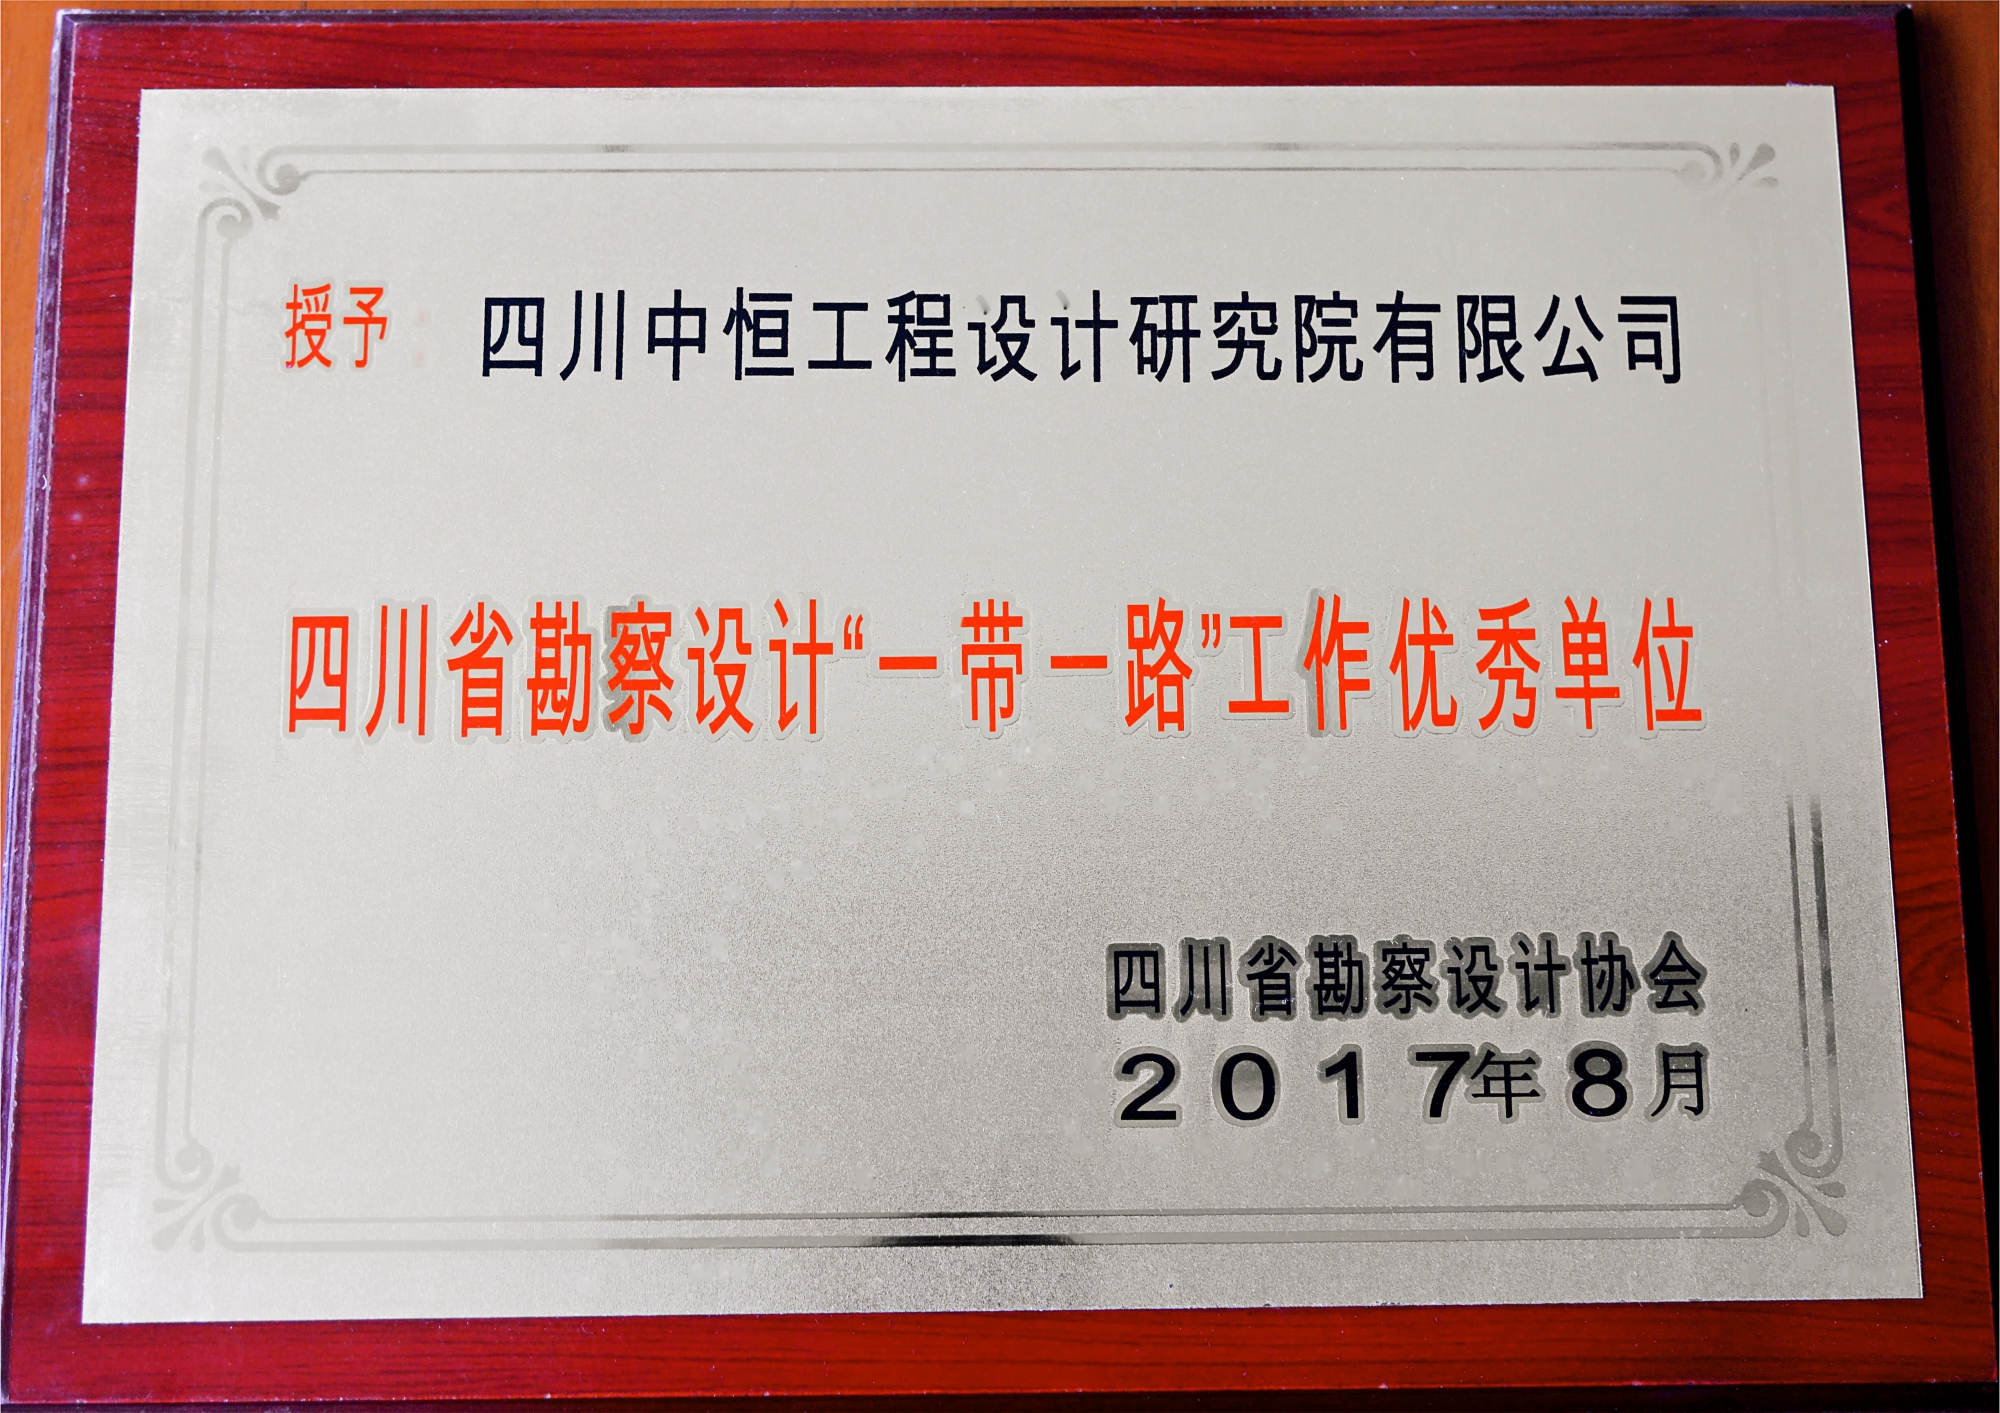 授予： 四川中恒工程设计研究院有限公司
四川省勘察设计“一带一路”工作优秀单位
四川省勘察设计协会
2017年8月